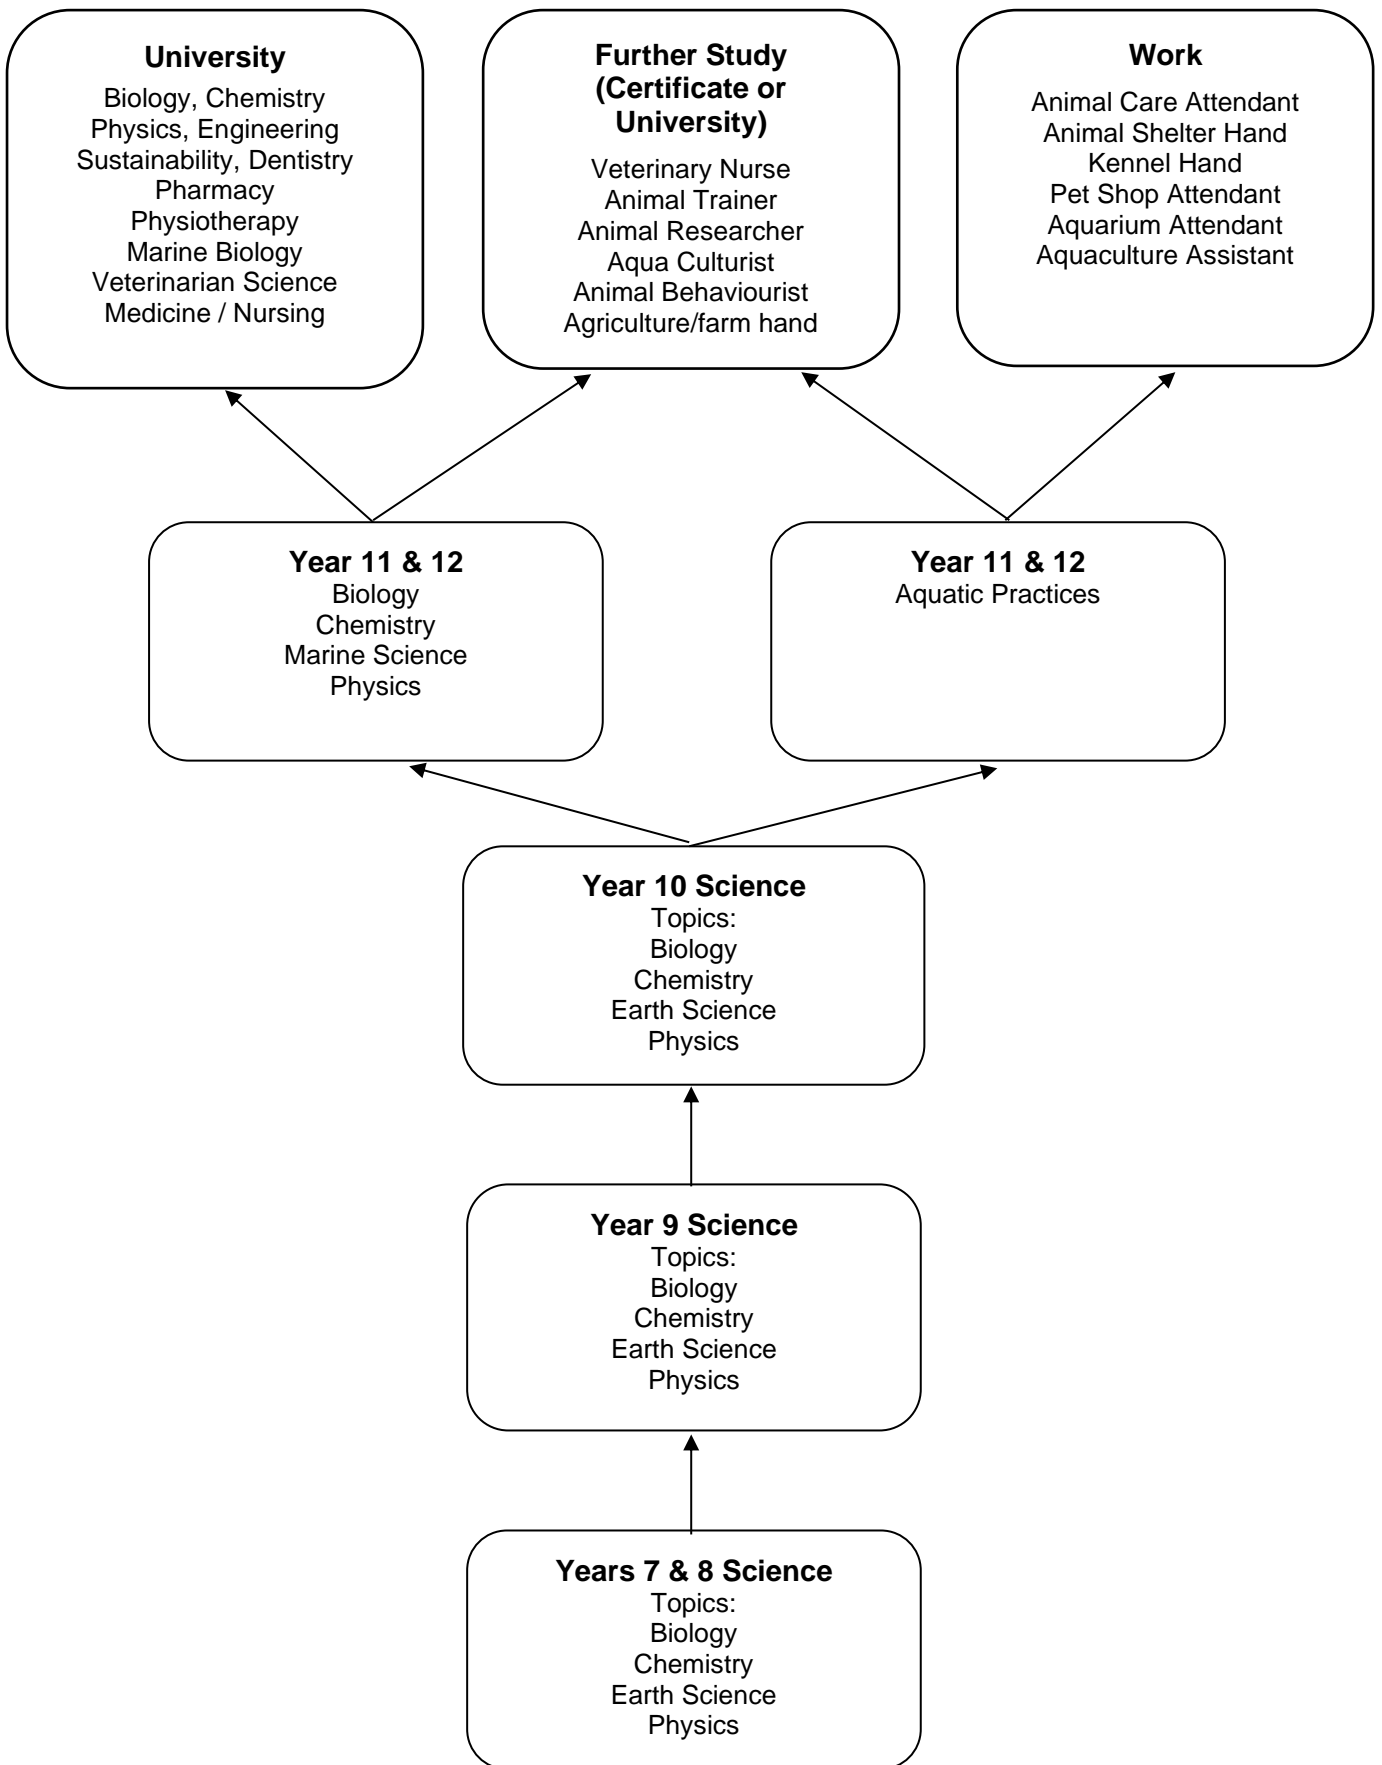 University
Biology, Chemistry
Physics, Engineering
Sustainability, Dentistry
Pharmacy
Physiotherapy
Marine Biology
Veterinarian Science
Medicine / Nursing
Further Study
(Certificate or
University)
Veterinary Nurse
Animal Trainer
Animal Researcher
Aqua Culturist
Animal Behaviourist
Agriculture/farm hand
Work
Animal Care Attendant
Animal Shelter Hand
Kennel Hand
Pet Shop Attendant
Aquarium Attendant
Aquaculture Assistant
Year 11 & 12
Biology
Chemistry
Marine Science
Physics
Year 11 & 12
Aquatic Practices
Year 10 Science
Topics:
Biology
Chemistry
Earth Science
Physics
Year 9 Science
Topics:
Biology
Chemistry
Earth Science
Physics
Years 7 & 8 Science
Topics:
Biology
Chemistry
Earth Science
Physics